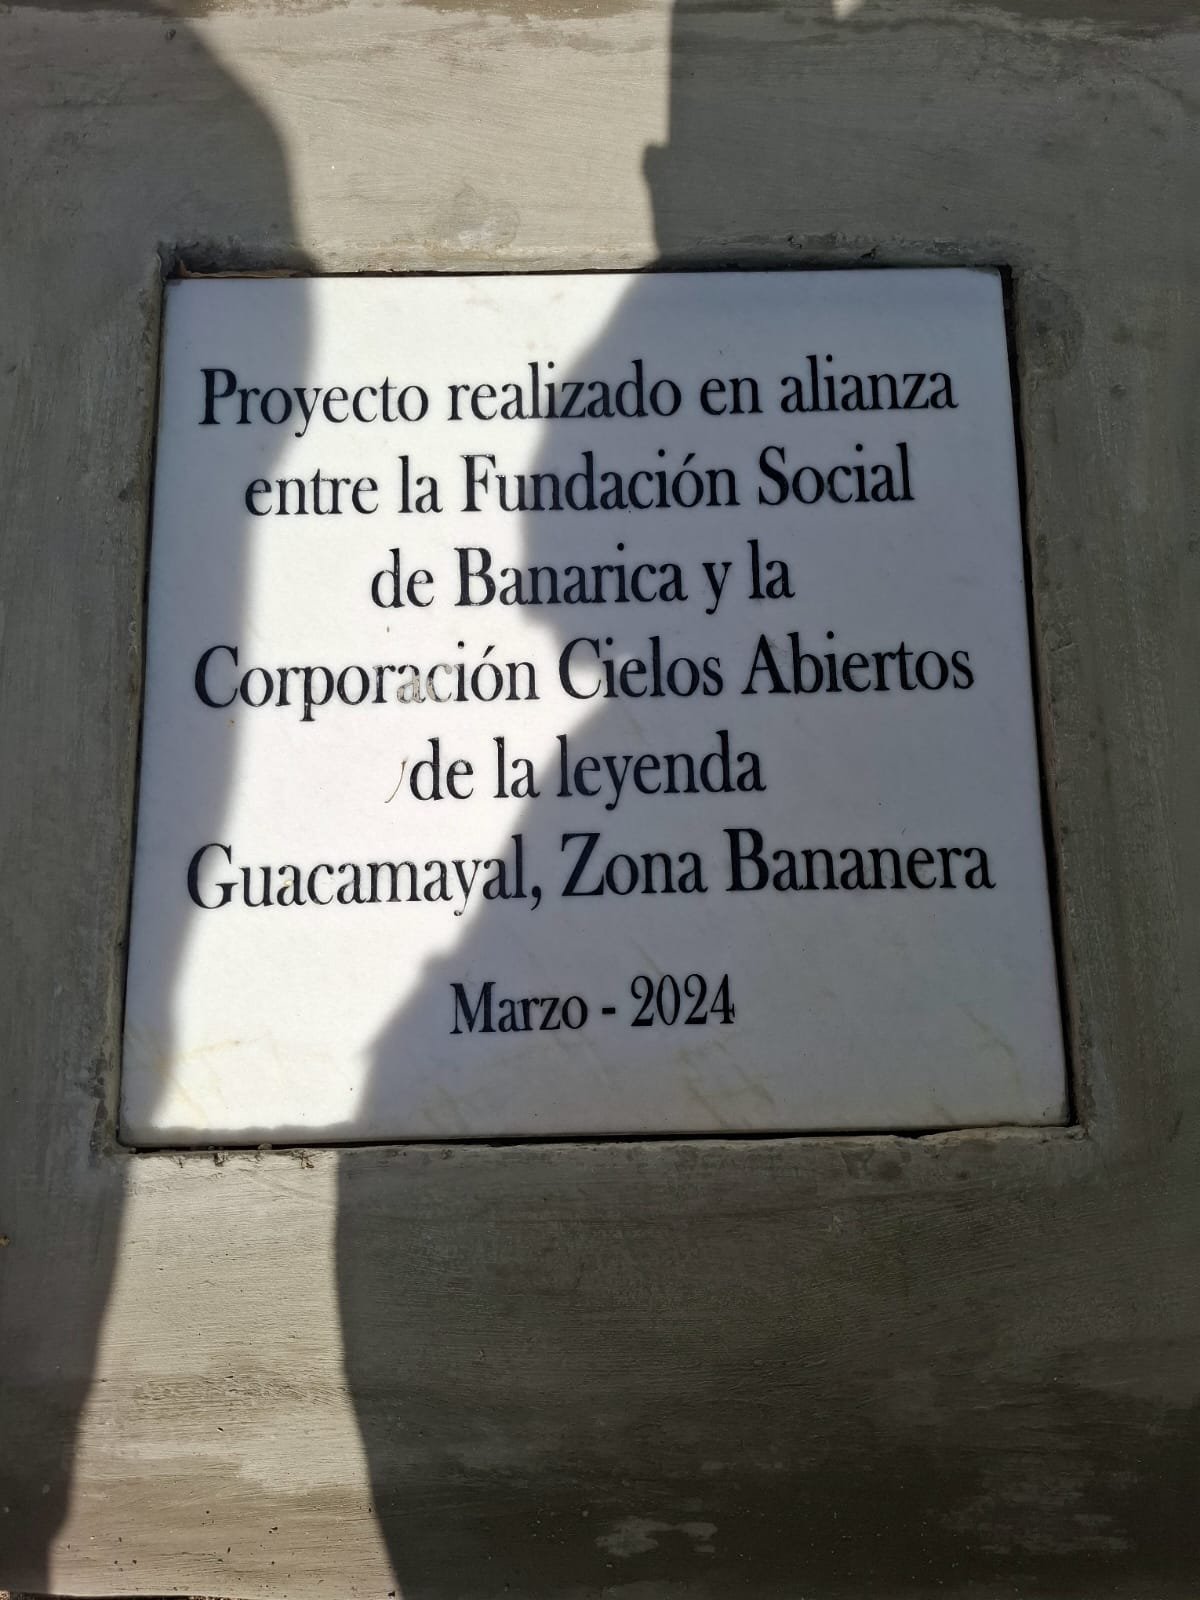 Proyecto realizado en alianza
entre la Fundación Social
de Banarica y la
Corporación Cielos Abiertos
de la leyenda
Guacamayal, Zona Bananera
Marzo - 2024